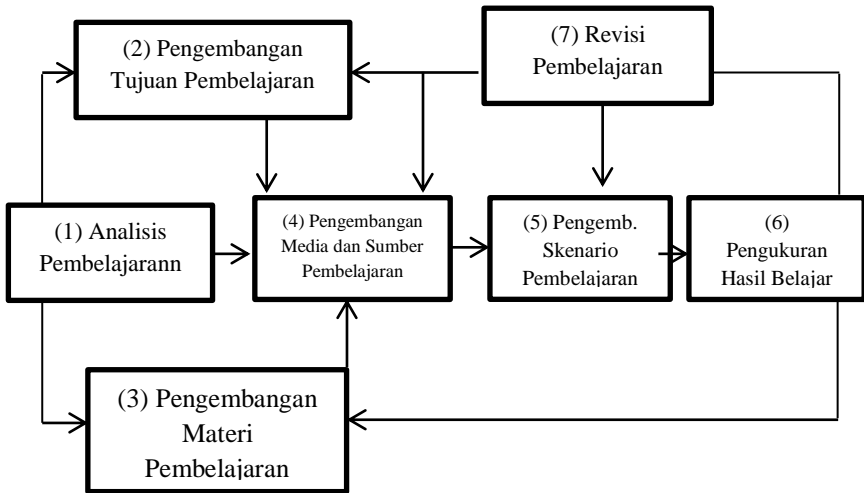 (2) Pengembangan
Tujuan Pembelajaran
(7) Revisi
Pembelajaran
(1) Analisis
Pembelajarann
(4) Pengembangan
Media dan Sumber
Pembelajaran
(5) Pengemb.
Skenario
Pembelajaran
(6)
Pengukuran
Hasil Belajar
(3) Pengembangan
Materi
Pembelajaran